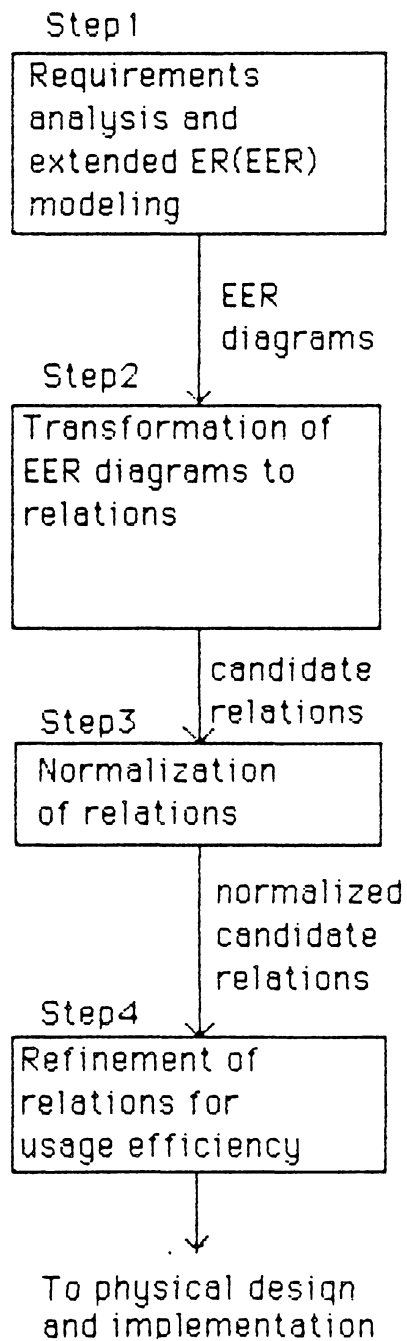 Step1
Requirements
analysis and
extended ER(EER)
modeling
EER
diagrams
Step2
Transformation of
EER diagrams to
relations
candidate
relations
Step3
Normalization
of relations
normalized
candidate
relations
Step4
Refinement of
relations for
usage efficiency
To physical design
and implementation